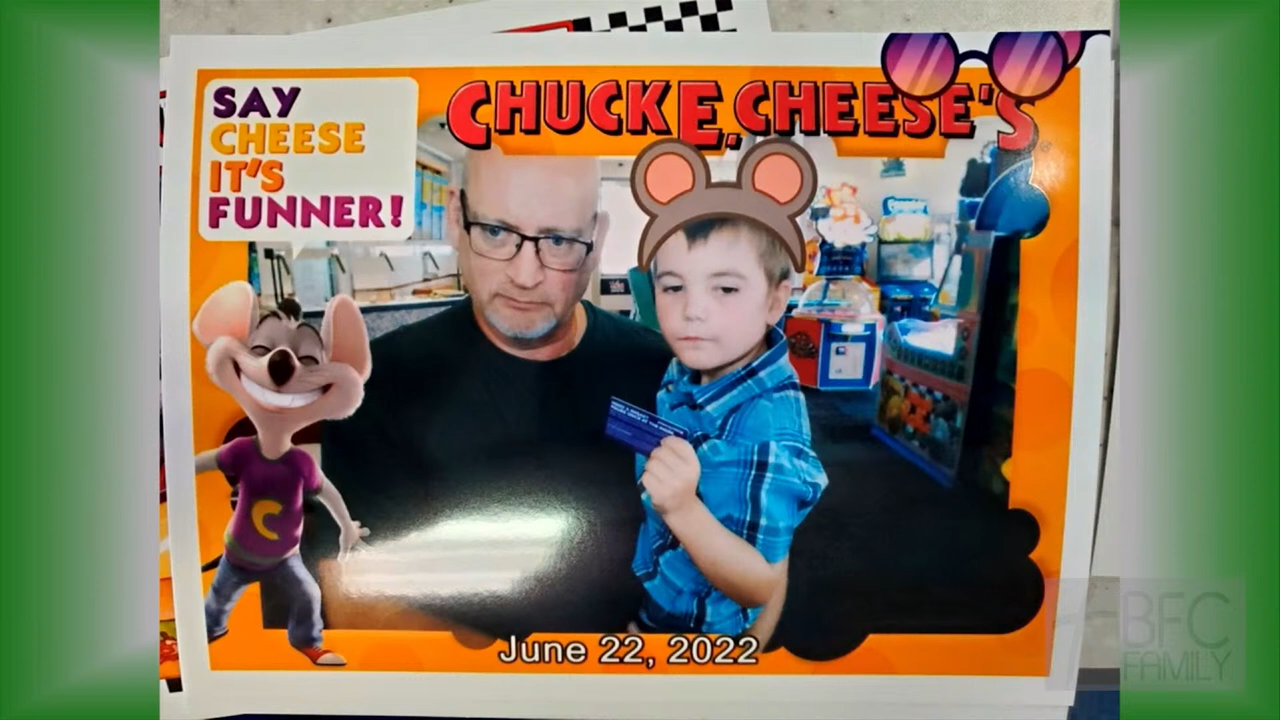 SAY
CHEESE
IT'S
FUNNER!
CHUCK E. CHEESE'S
June 22, 2022
BFC
FAMILY